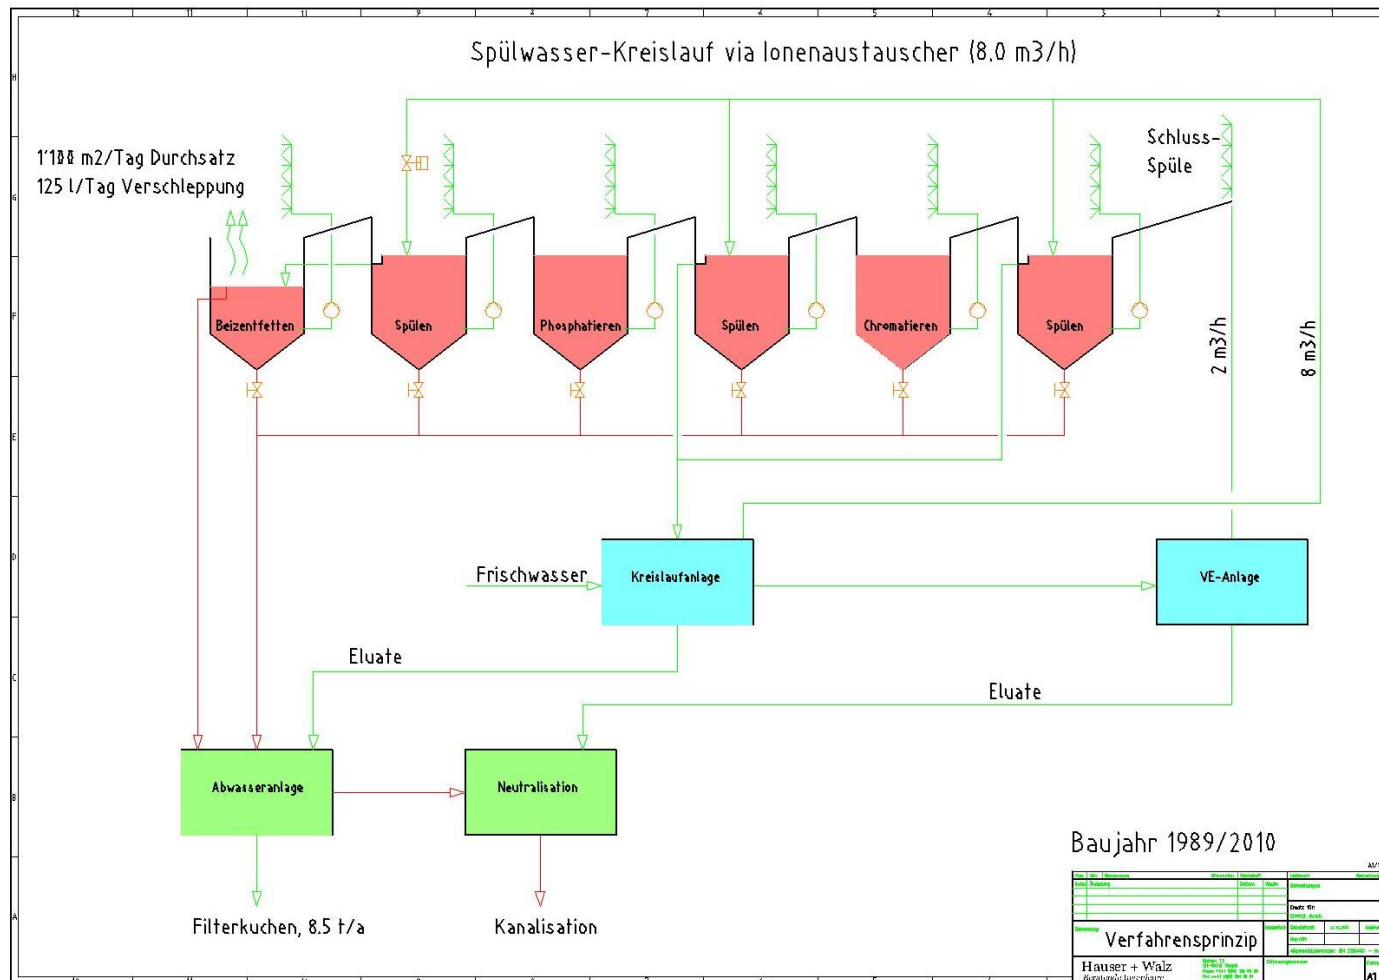 Spülwasser-Kreislauf via Ionenaustauscher (8.0 m3/h)
m2/Tag Durchsatz
125 l/Tag Verschleppung
Schluss-
Spüle
Beizentfetten
Spülen
Phosphatieren
Spülen
Chromatieren
Spülen
2 m3/h
8 m3/h
Frischwasser
Kreislaufanlage
VE-Anlage
Eluate
Eluate
Abwasseranlage
Neutralisation
Filterkuchen, 8.5 t/a
Kanalisation
Baujahr 1989/2010
Verfahrensprinzip
Hauser + Walz
A1